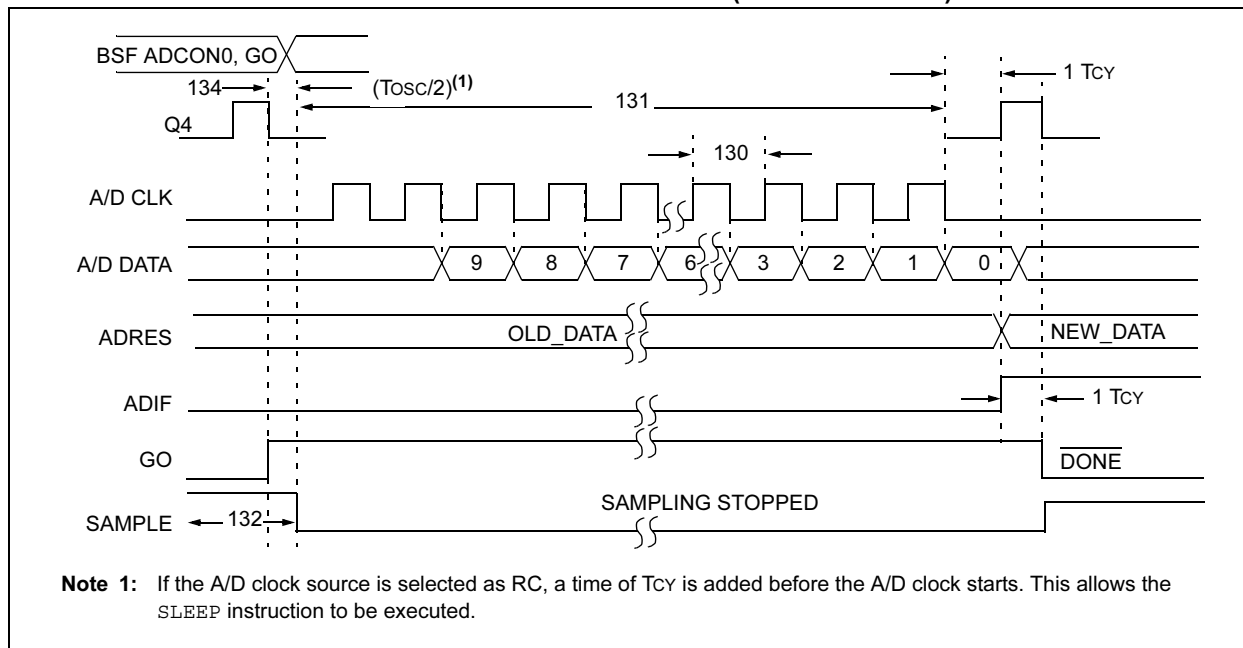 BSF ADCON0, GO
134
(TOSC/2)(1)
131
1 TCY
Q4
130
A/D CLK
A/D DATA
9 8 7 6 3 2 1 0
ADRES
OLD_DATA
NEW_DATA
ADIF
1 TCY
GO
DONE
SAMPLING STOPPED
SAMPLE
132
Note 1: If the A/D clock source is selected as RC, a time of TCY is added before the A/D clock starts. This allows the
SLEEP instruction to be executed.